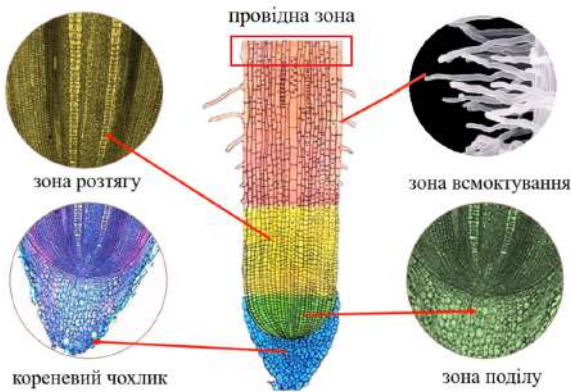 провідна зона
зона розтягу
зона всмоктування
кореневий чохлик
зона поділу